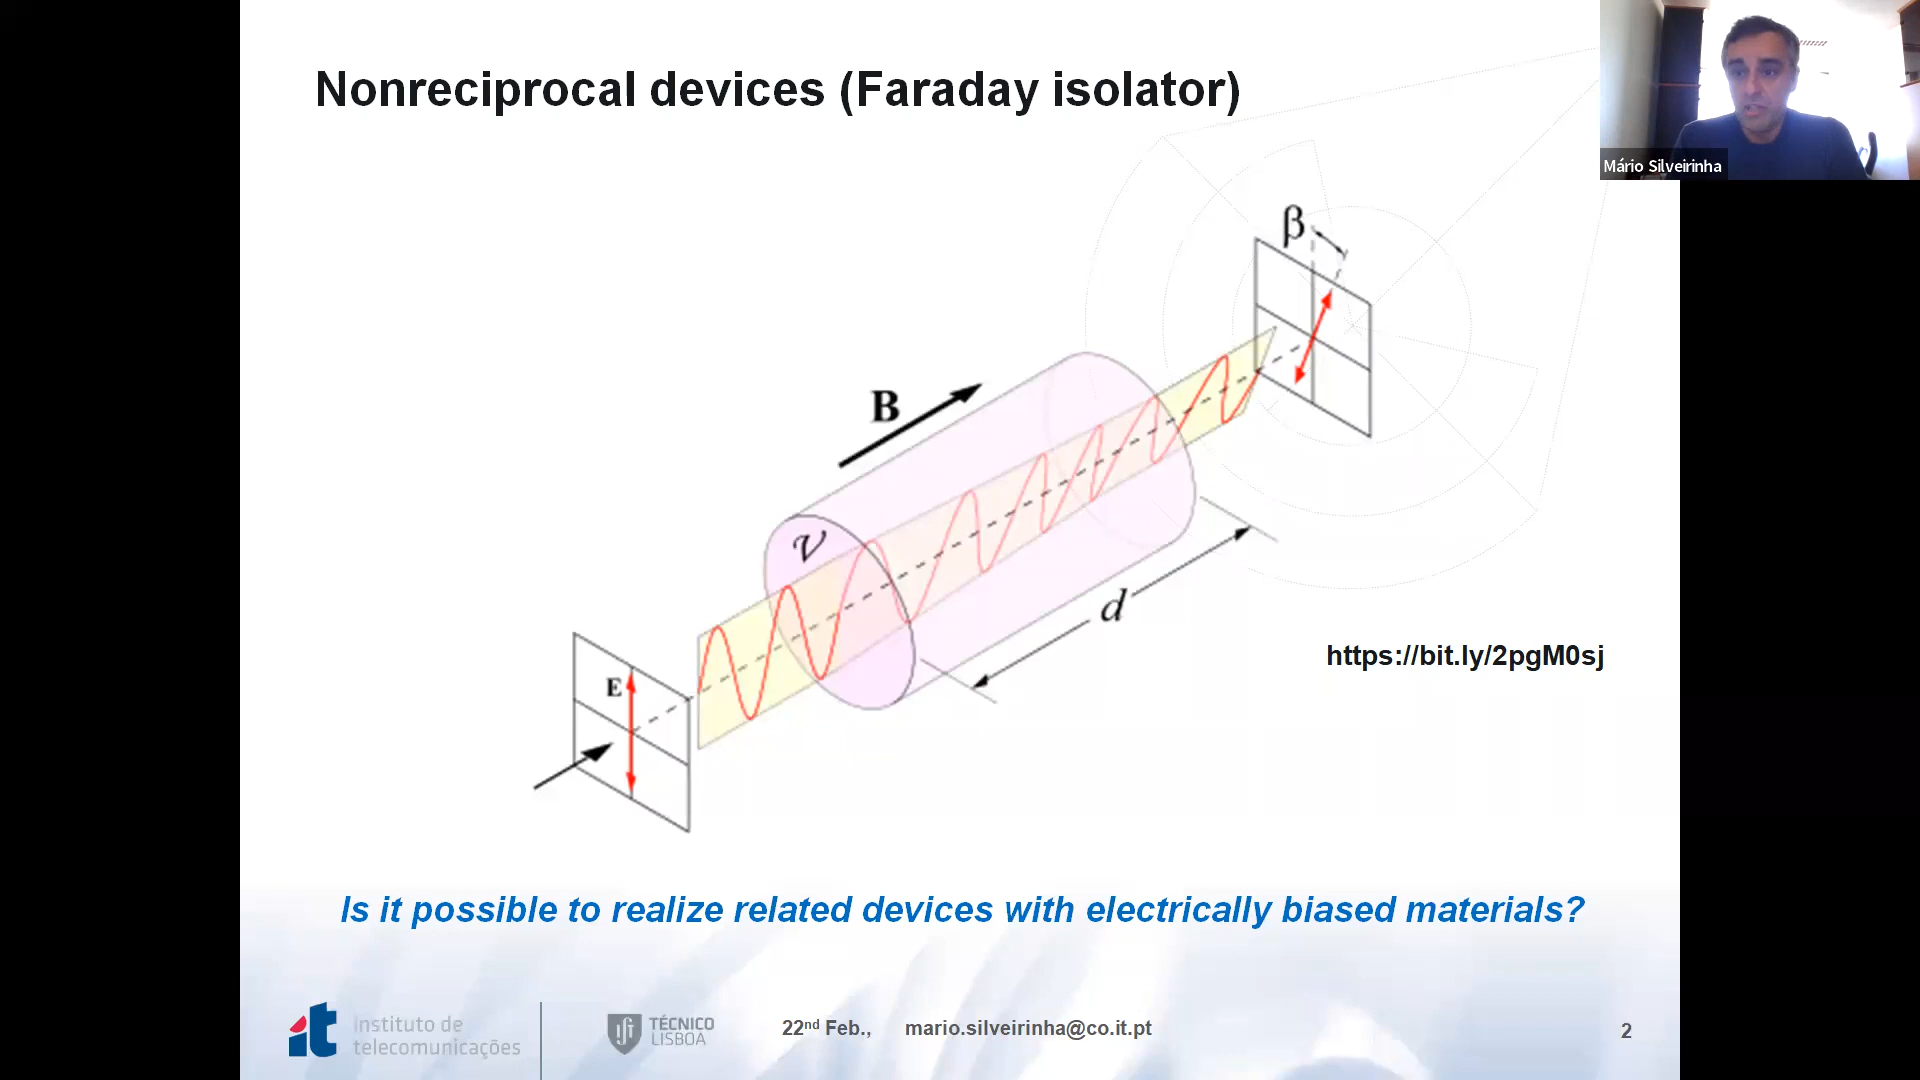 Nonreciprocal devices (Faraday isolator)
Mário Silveirinha
β
B
𝒱
d
https://bit.ly/2pgM0sj
E
Is it possible to realize related devices with electrically biased materials?
it instituto de telecomunicações
TÉCNICO LISBOA
22nd Feb., mario.silveirinha@co.it.pt
2